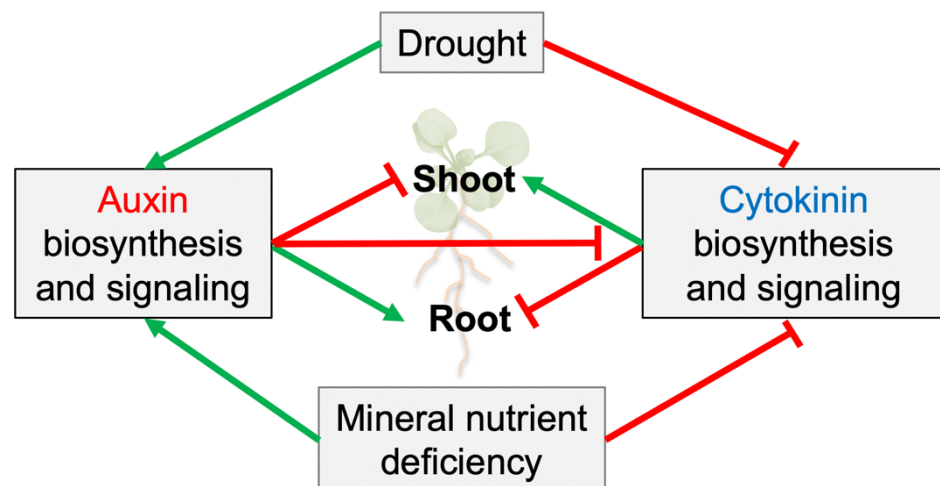 Drought
Auxin
biosynthesis
and signaling
Shoot
Root
Cytokinin
biosynthesis
and signaling
Mineral nutrient
deficiency